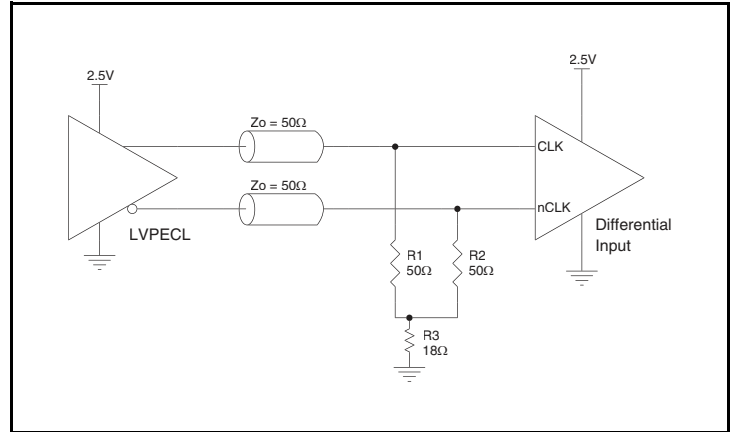 2.5V
2.5V
Zo = 50Ω
CLK
Zo = 50Ω
nCLK
LVPECL
Differential
Input
R1
50Ω
R2
50Ω
R3
18Ω